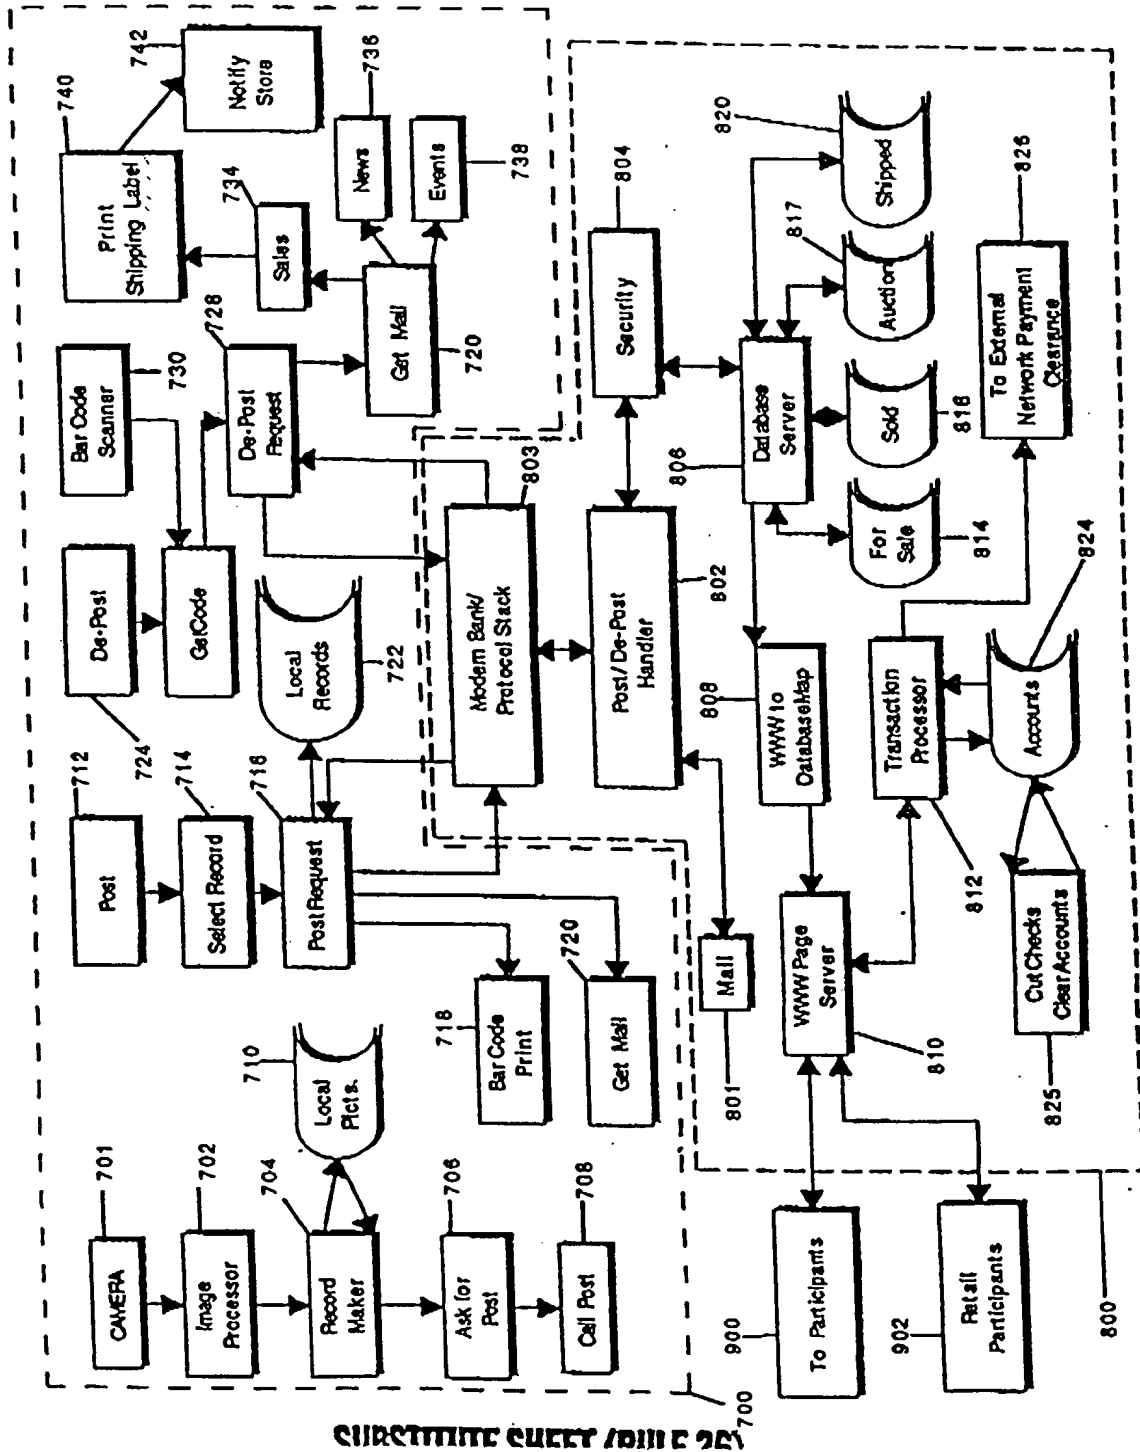 CAMERA
701
Image
Processor
702
Record
Maker
704
Local
Picts.
710
Ask for
Post
706
Call Post
708
Post
712
Select Record
714
Post Request
716
Bar Code
Print
718
Get Mail
720
Local
Records
722
De-Post
724
GetCode
Bar Code
Scanner
730
De-Post
Request
728
Get Mail
720
Sales
734
News
736
Events
738
Print
Shipping Label
740
Notify
Store
742
700
Modem Bank/
Protocol Stack
803
Post/De-Post
Handler
802
Security
804
Mail
801
WWW to
DatabaseMap
808
Database
Server
806
WWW Page
Server
810
For
Sale
814
Sold
816
Auction
817
Shipped
820
Transaction
Processor
812
Accounts
824
Cut Checks
Clear Accounts
825
To External
Network Payment
Clearance
826
To Participants
900
Retail
Participants
902
800
SUBSTITUTE SHEET (RULE 26)